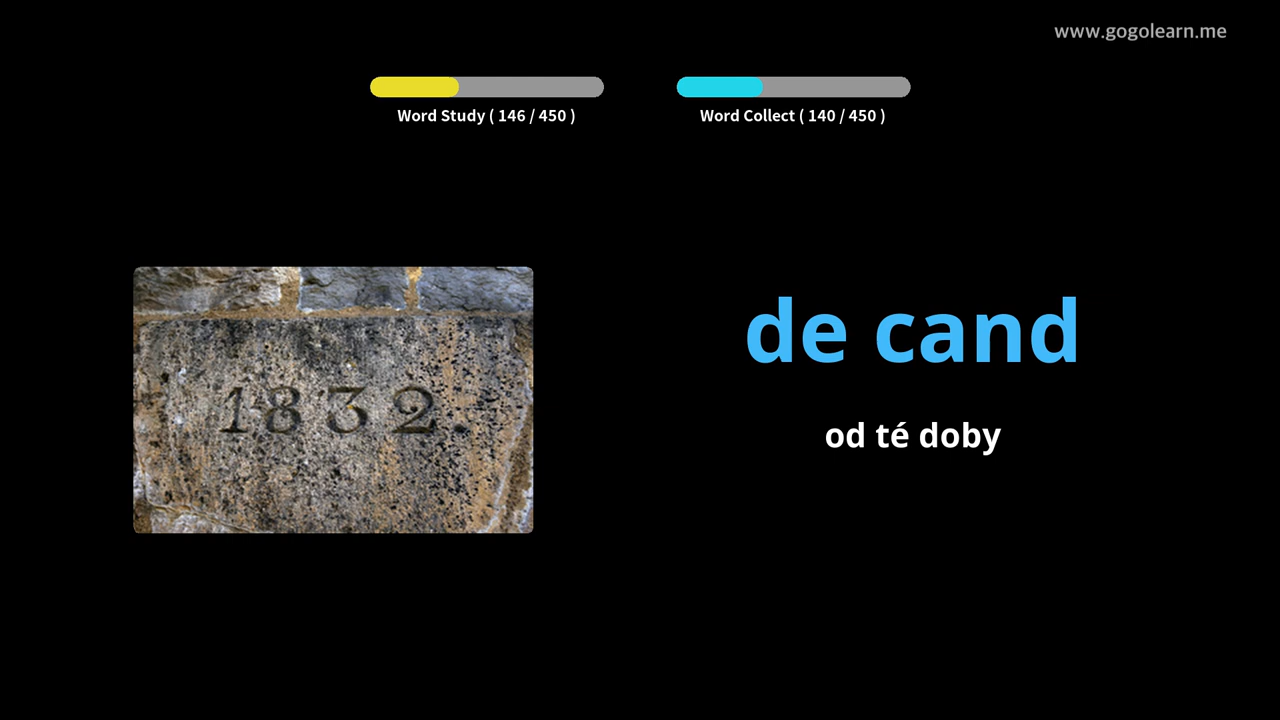 www.gogolearn.me
Word Study ( 146 / 450 )
Word Collect ( 140 / 450 )
1832.
de cand
od té doby